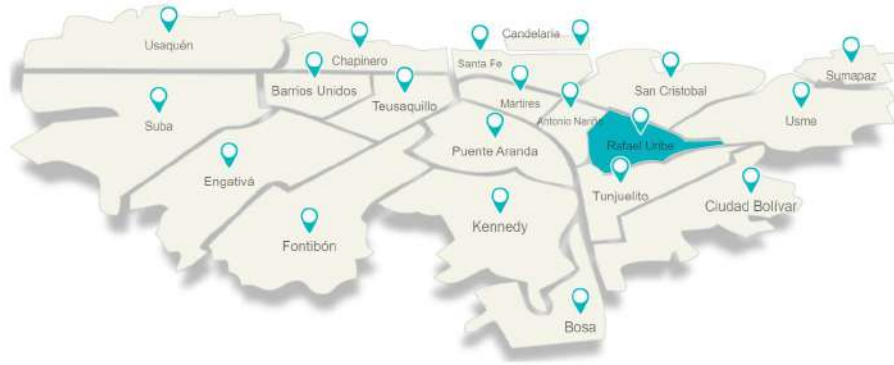 Usaquén
Candelaria
Chapinero
Santa Fe
Sumapaz
Barrios Unidos
San Cristobal
Teusaquillo
Martires
Suba
Antonio Nariño
Usme
Puente Aranda
Rafael Uribe
Engativá
Tunjuelito
Ciudad Bolívar
Kennedy
Fontibón
Bosa